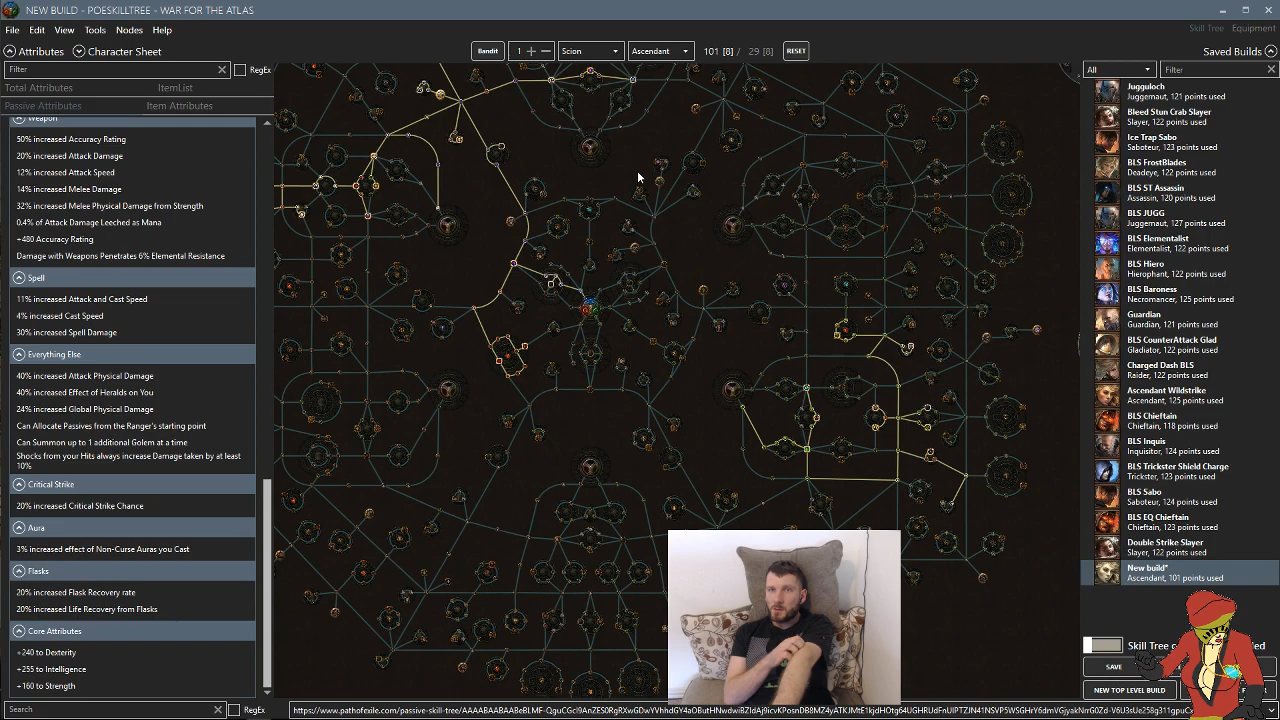 NEW BUILD - POESKILLTREE - WAR FOR THE ATLAS
File Edit View Tools Nodes Help
Skill Tree Equipment
Attributes Character Sheet
Bandit 1 Scion Ascendant 101 [8] / 29 [8] RESET
Saved Builds
Filter RegEx
All Filter
Total Attributes ItemList
Passive Attributes Item Attributes
Weapon
50% increased Accuracy Rating
20% increased Attack Damage
12% increased Attack Speed
14% increased Melee Damage
32% increased Melee Physical Damage from Strength
0.4% of Attack Damage Leeched as Mana
+480 Accuracy Rating
Damage with Weapons Penetrates 6% Elemental Resistance
Spell
11% increased Attack and Cast Speed
4% increased Cast Speed
30% increased Spell Damage
Everything Else
40% increased Attack Physical Damage
40% increased Effect of Heralds on You
24% increased Global Physical Damage
Can Allocate Passives from the Ranger's starting point
Can Summon up to 1 additional Golem at a time
Shocks from your Hits always increase Damage taken by at least
10%
Critical Strike
20% increased Critical Strike Chance
Aura
3% increased effect of Non-Curse Auras you Cast
Flasks
20% increased Flask Recovery rate
20% increased Life Recovery from Flasks
Core Attributes
+240 to Dexterity
+255 to Intelligence
+160 to Strength
Search RegEx
Jugguloch
Juggernaut, 121 points used
Bleed Stun Crab Slayer
Slayer, 122 points used
Ice Trap Sabo
Saboteur, 123 points used
BLS FrostBlades
Deadeye, 122 points used
BLS ST Assassin
Assassin, 120 points used
BLS JUGG
Juggernaut, 127 points used
BLS Elementalist
Elementalist, 122 points used
BLS Hiero
Hierophant, 122 points used
BLS Baroness
Necromancer, 125 points used
Guardian
Guardian, 121 points used
BLS CounterAttack Glad
Gladiator, 122 points used
Charged Dash BLS
Raider, 122 points used
Ascendant Wildstrike
Ascendant, 125 points used
BLS Chieftain
Chieftain, 118 points used
BLS Inquis
Inquisitor, 124 points used
BLS Trickster Shield Charge
Trickster, 123 points used
BLS Sabo
Saboteur, 124 points used
BLS EQ Chieftain
Chieftain, 123 points used
Double Strike Slayer
Slayer, 122 points used
New build*
Ascendant, 101 points used
Skill Tree
SAVE
NEW TOP LEVEL BUILD